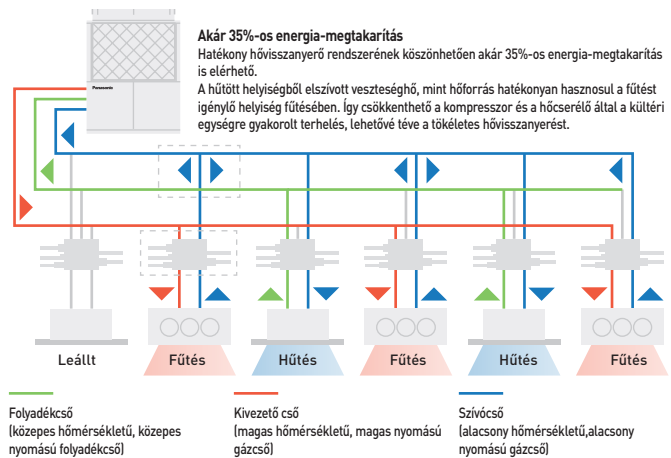 Akár 35%-os energia-megtakarítás
Hatékony hővisszanyerő rendszerének köszönhetően akár 35%-os energia-megtakarítás
is elérhető.
A hűtött helyiségből elszívott veszteséghő, mint hőforrás hatékonyan hasznosul a fűtést
igénylő helyiség fűtésében. Így csökkenthető a kompresszor és a hőcserélő által a kültéri
egységre gyakorolt terhelés, lehetővé téve a tökéletes hővisszanyerést.
Panasonic
Leállt
Fűtés
Hűtés
Fűtés
Hűtés
Fűtés
Folyadékcső
(közepes hőmérsékletű, közepes
nyomású folyadékcső)
Kivezető cső
(magas hőmérsékletű, magas nyomású
gázcső)
Szívócső
(alacsony hőmérsékletű,alacsony
nyomású gázcső)